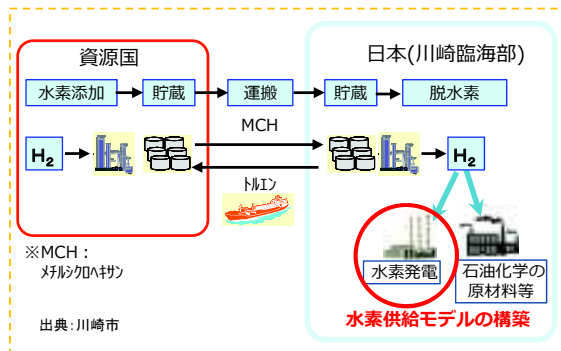 資源国
日本(川崎臨海部)
水素添加
貯蔵
運搬
貯蔵
脱水素
MCH
H2
H2
トルエン
※MCH：
メチルシクロヘキサン
水素発電
石油化学の
原材料等
水素供給モデルの構築
出典：川崎市